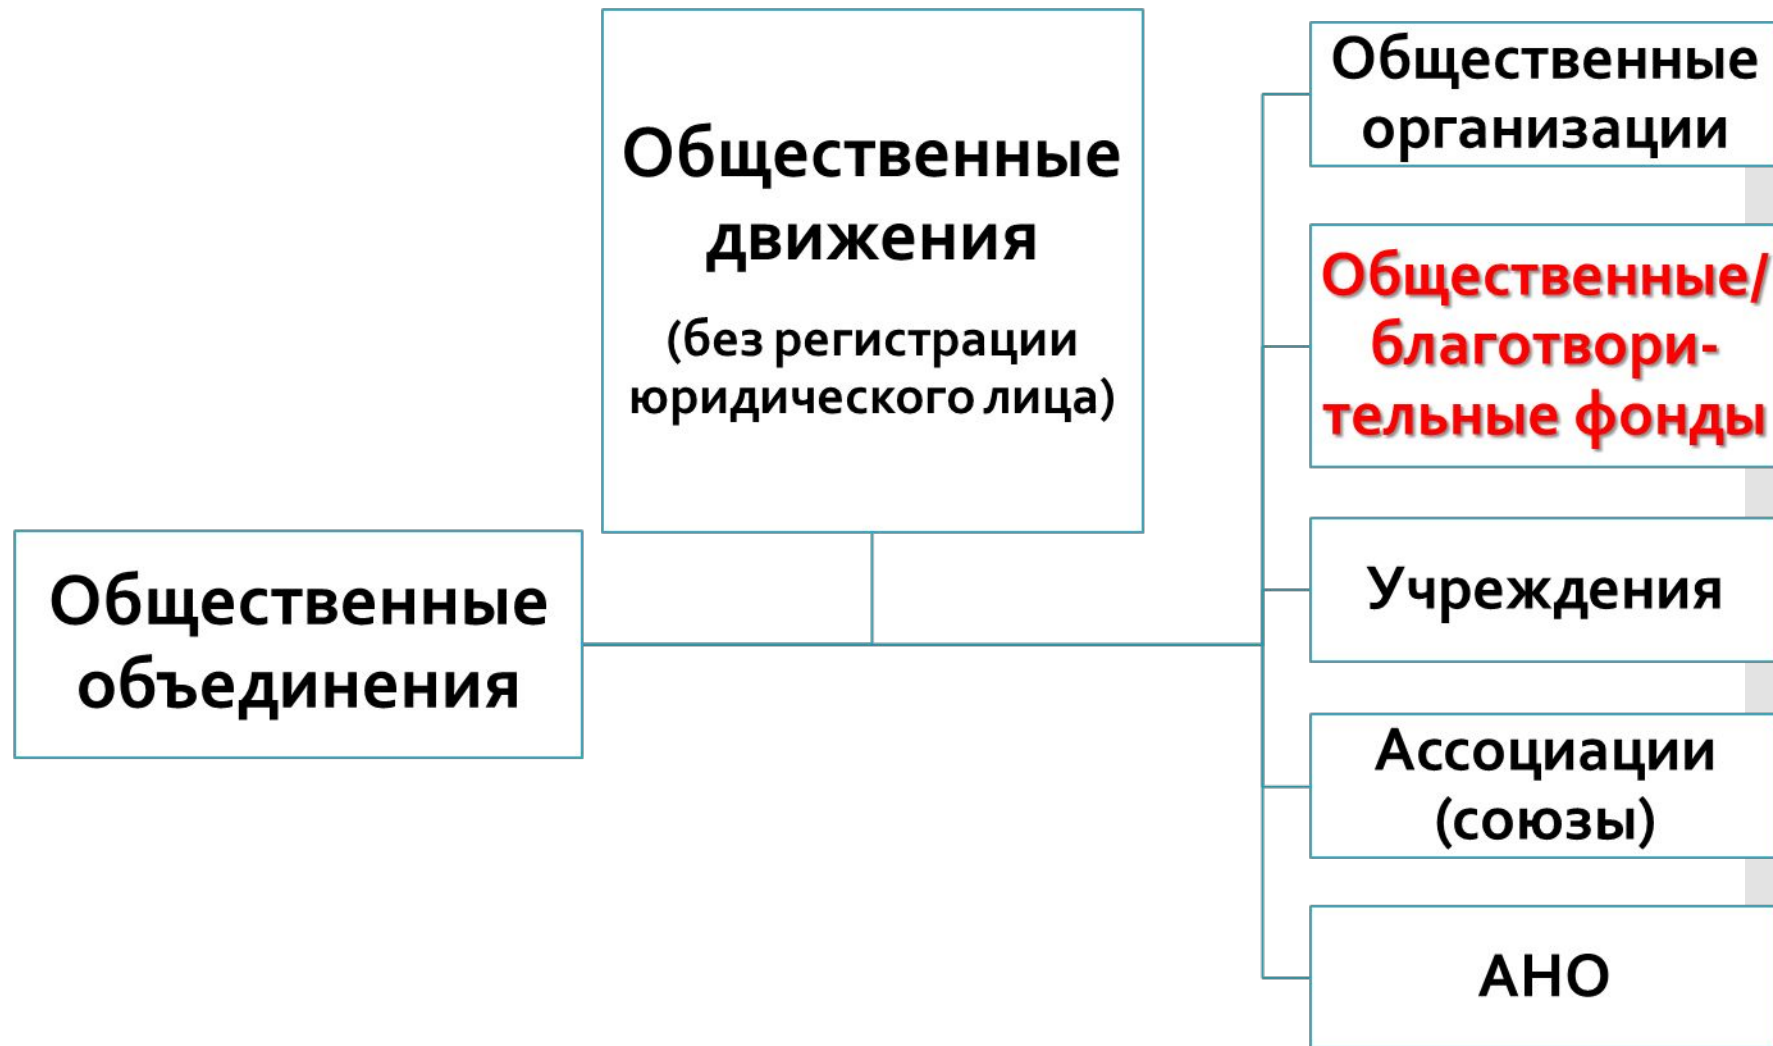 Общественные
объединения
Общественные
движения
(без регистрации
юридического лица)
Общественные
организации
Общественные/
благотвори-
тельные фонды
Учреждения
Ассоциации
(союзы)
АНО